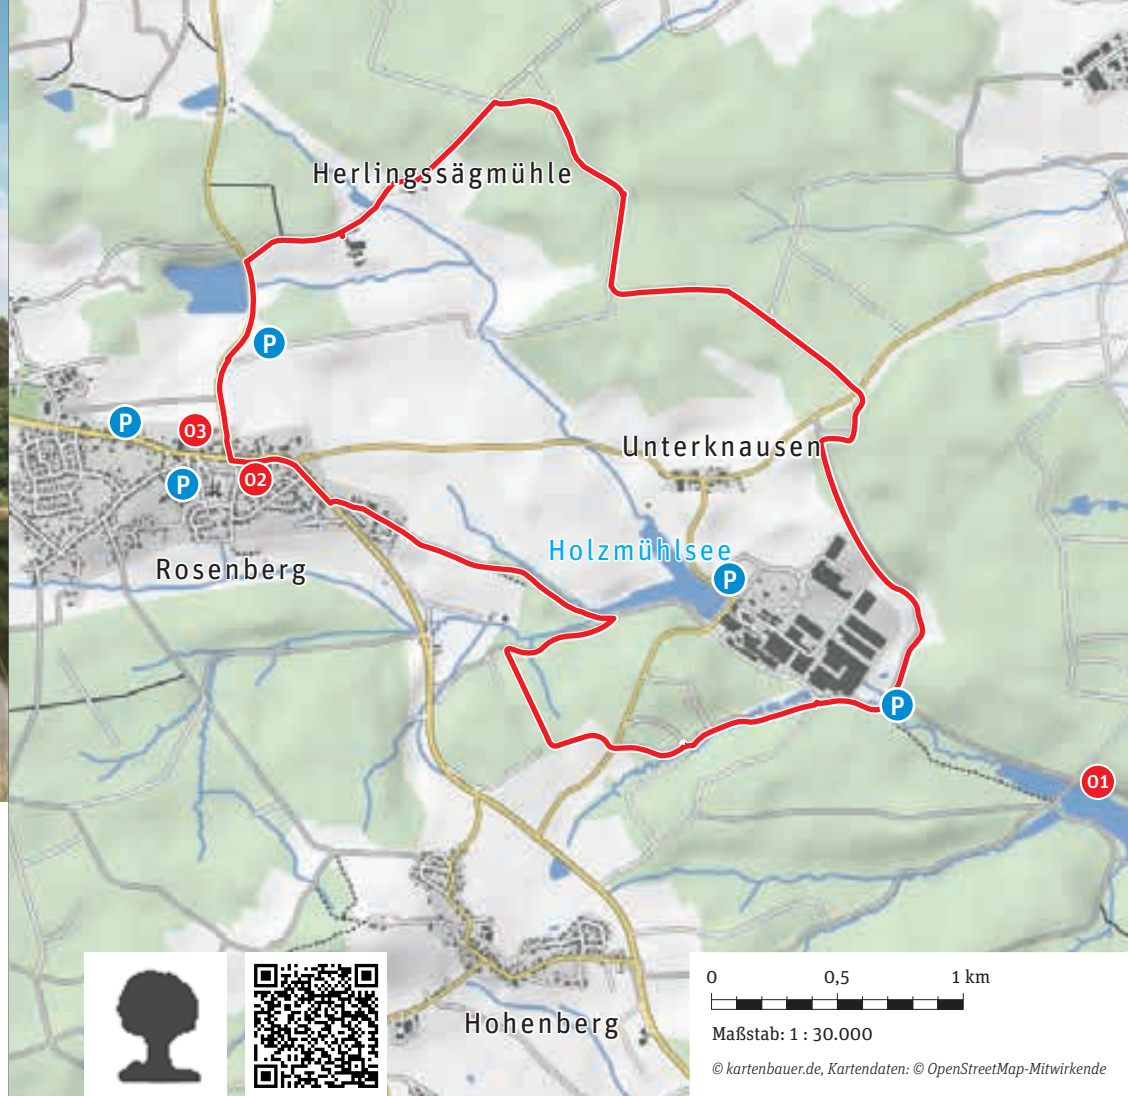 Herlingssägmühle
P
P
03
Unterknausen
P
02
Holzmühlsee
Rosenberg
P
P
01
0 0,5 1 km
Hohenberg
Maßstab: 1 : 30.000
© kartenbauer.de, Kartendaten: © OpenStreetMap-Mitwirkende